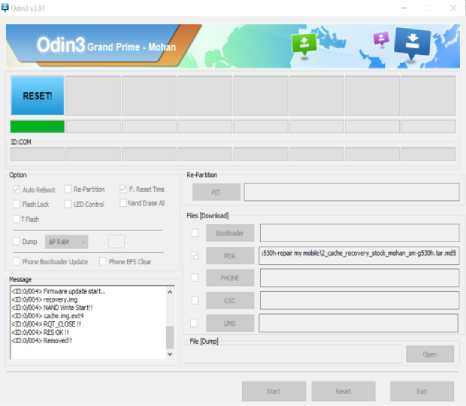 Odin3 v3.07
Odin3 Grand Prime - Mohan
RESET!
ID:COM
Option
Auto Reboot
Re-Partition
F. Reset Time
Flash Lock
LED Control
Nand Erase All
T Flash
Dump
AP RAM
Phone Bootloader Update
Phone EFS Clear
Message
<ID:0/004> Firmware update start..
<ID:0/004> recovery.img
<ID:0/004> NAND Write Start!!
<ID:0/004> cache.img.ext4
<ID:0/004> RQT_CLOSE !!
<ID:0/004> RES OK !!
<ID:0/004> Removed!!
Re-Partition
PIT
Files [Download]
Bootloader
PDA
:530h-repair my mobile\2_cache_recovery_stock_mohan_sm-g530h.tar.md5
PHONE
CSC
UMS
File [Dump]
Open
Start
Reset
Exit